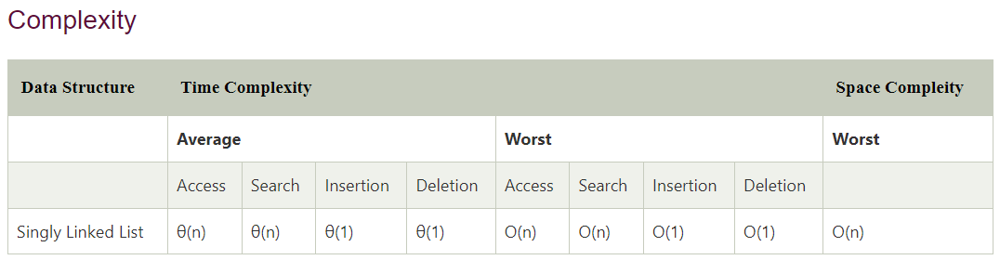 Complexity
Data Structure Time Complexity Space Compleity
Average Worst Worst
Access Search Insertion Deletion Access Search Insertion Deletion
Singly Linked List θ(n) θ(n) θ(1) θ(1) O(n) O(n) O(1) O(1) O(n)